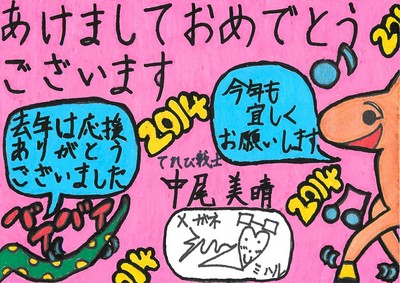 あけましておめでとう
ございます
2014
今年も
宜しく
お願いします
2014
去年は応援
ありがとう
ございました
てれび戦士
中尾美晴
2014
バイバイ
メガネ
ミハル
2014